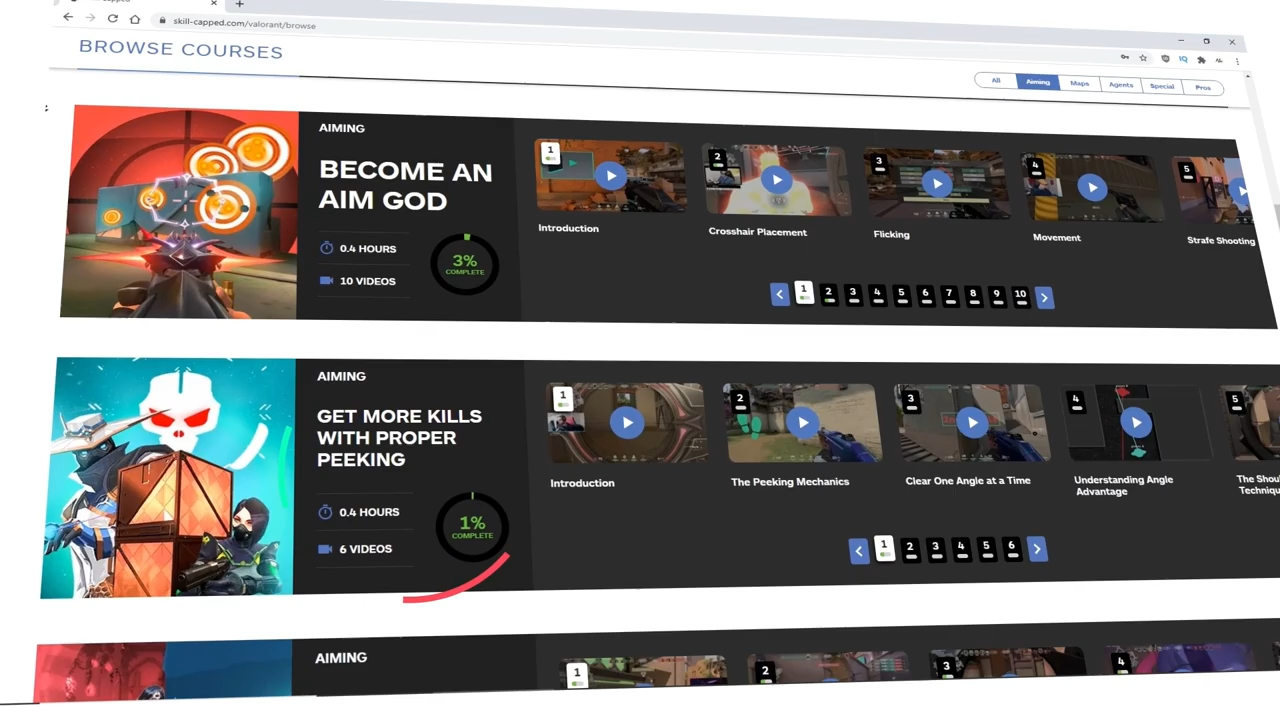 skill-capped.com/valorant/browse
BROWSE COURSES
All Aiming Maps Agents Special Pros
AIMING
BECOME AN
AIM GOD
0.4 HOURS
10 VIDEOS
3%
COMPLETE
1 2 3 4 5
Introduction Crosshair Placement Flicking Movement Strafe Shooting
1 2 3 4 5 6 7 8 9 10
AIMING
GET MORE KILLS
WITH PROPER
PEEKING
0.4 HOURS
6 VIDEOS
1%
COMPLETE
1 2 3 4 5
Introduction The Peeking Mechanics Clear One Angle at a Time Understanding Angle
Advantage
The Shou
Techniqu
1 2 3 4 5 6
AIMING
1 2 3 4